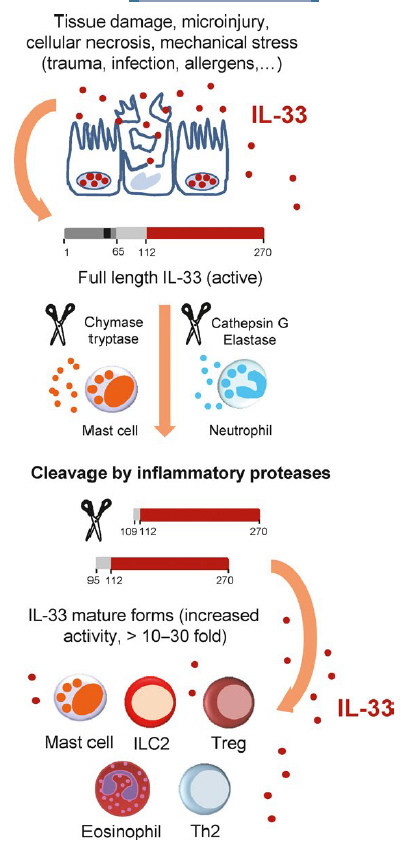 Tissue damage, microinjury,
cellular necrosis, mechanical stress
(trauma, infection, allergens,…)
IL-33
1 65 112 270
Full length IL-33 (active)
Chymase
tryptase
Cathepsin G
Elastase
Mast cell
Neutrophil
Cleavage by inflammatory proteases
109 112 270
95 112 270
IL-33 mature forms (increased
activity, > 10–30 fold)
IL-33
Mast cell ILC2 Treg
Eosinophil Th2